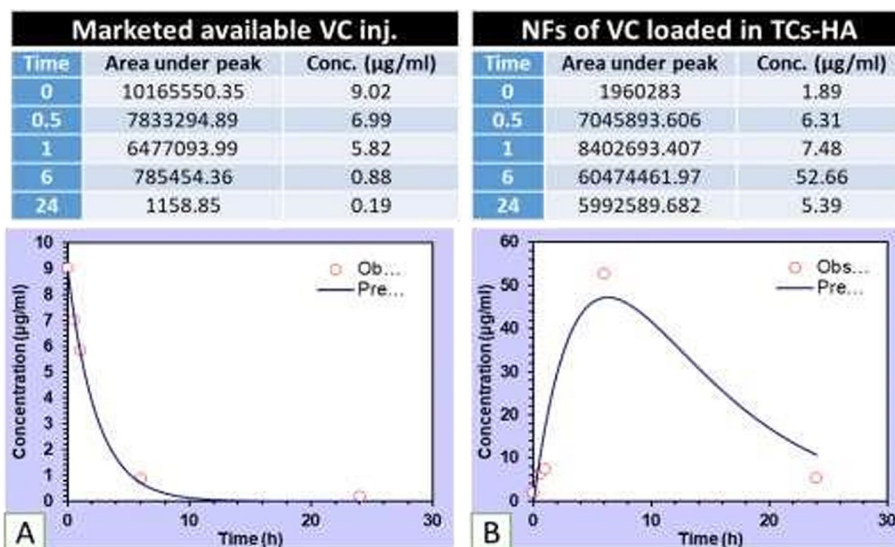 Marketed available VC inj.
Time Area under peak Conc. (µg/ml)
0 10165550.35 9.02
0.5 7833294.89 6.99
1 6477093.99 5.82
6 785454.36 0.88
24 1158.85 0.19
NFs of VC loaded in TCs-HA
Time Area under peak Conc. (µg/ml)
0 1960283 1.89
0.5 7045893.606 6.31
1 8402693.407 7.48
6 60474461.97 52.66
24 5992589.682 5.39
Concentration (µg/ml)
10
9
8
7
6
5
4
3
2
1
0
Ob...
Pre...
0 10 20 30
Time (h)
A
Concentration (µg/ml)
60
50
40
30
20
10
0
Obs...
Pre...
0 10 20 30
Time (h)
B